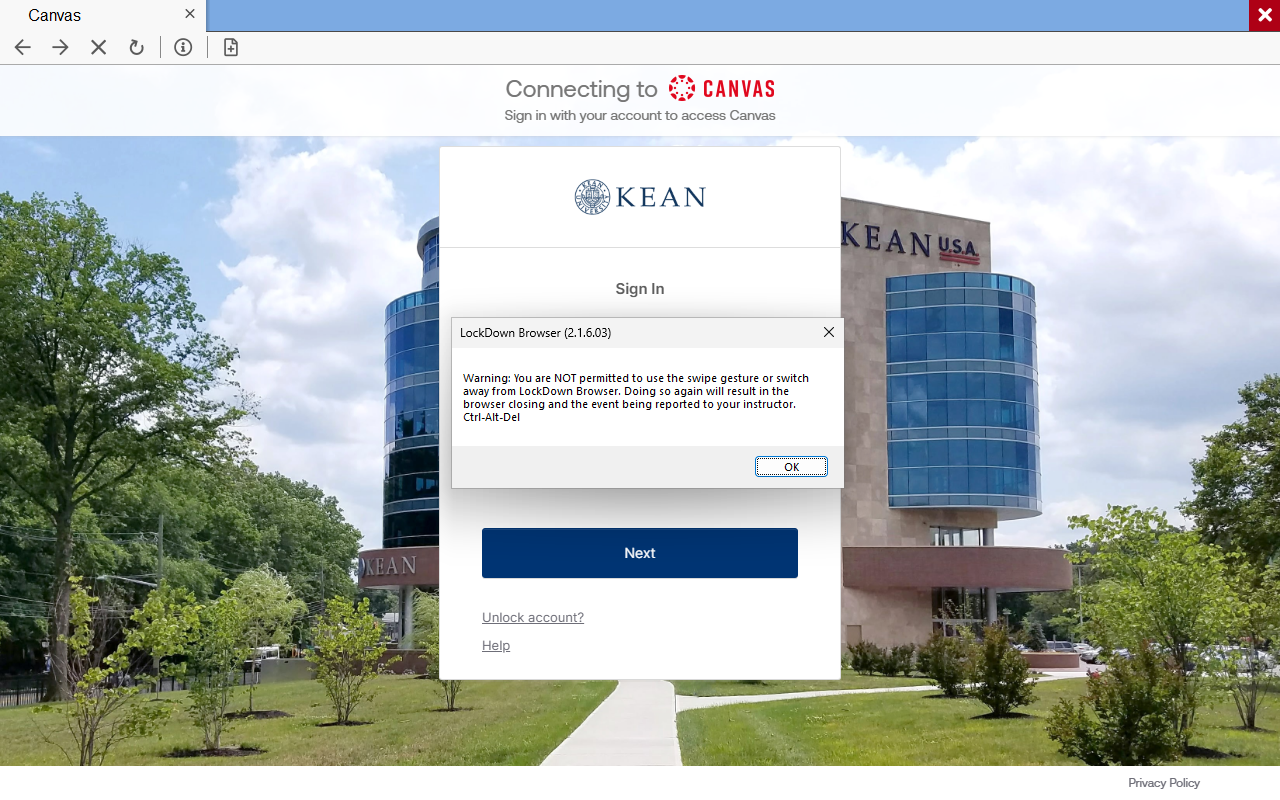 Canvas
Connecting to CANVAS
Sign in with your account to access Canvas
KEAN
KEAN U.S.A.
Sign In
LockDown Browser (2.1.6.03)
Warning: You are NOT permitted to use the swipe gesture or switch
away from LockDown Browser. Doing so again will result in the
browser closing and the event being reported to your instructor.
Ctrl-Alt-Del
OK
Next
KEAN
Unlock account?
Help
Privacy Policy